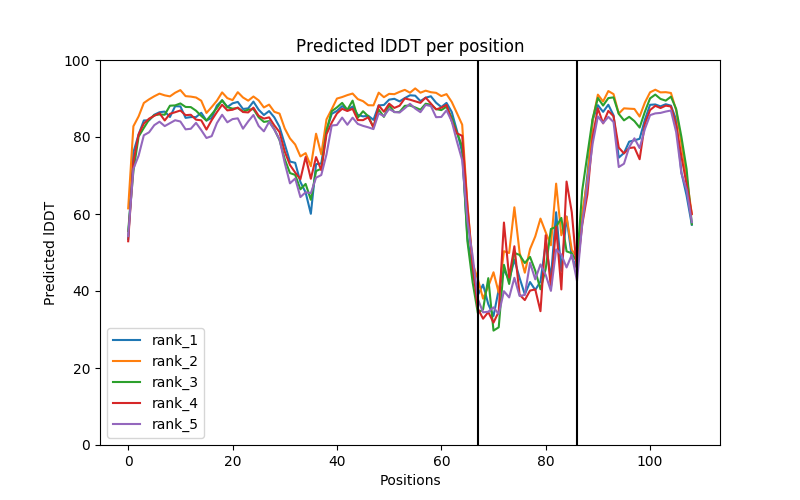 Predicted lDDT per position
100
80
60
40
20
0
Predicted lDDT
rank_1
rank_2
rank_3
rank_4
rank_5
0 20 40 60 80 100
Positions